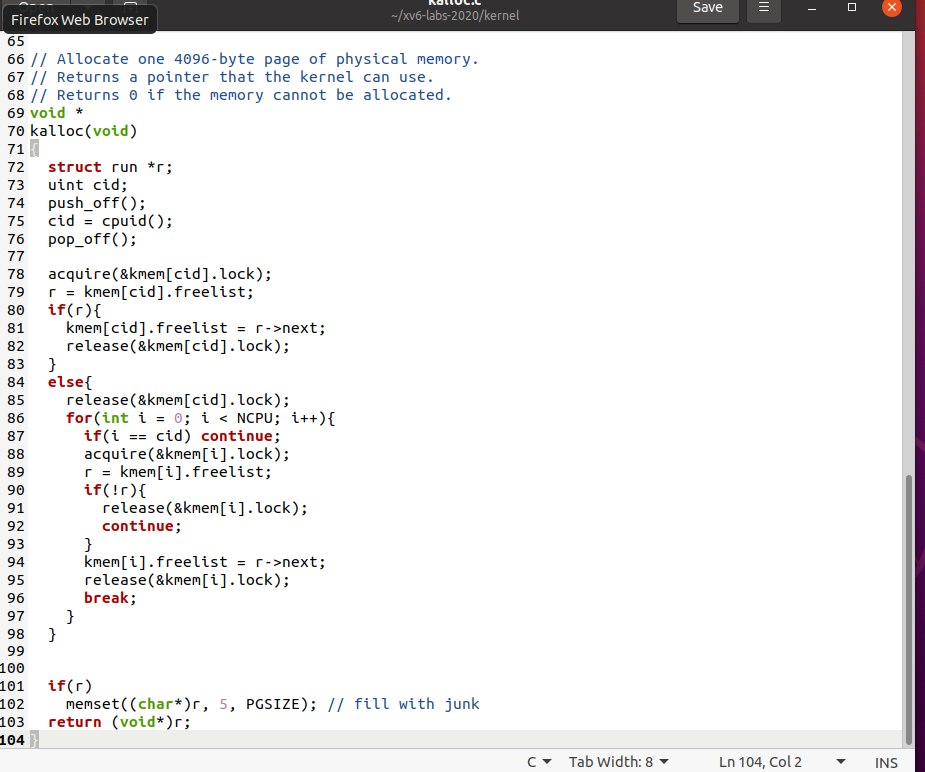 Open
kalloc.c
Save
Firefox Web Browser
~/xv6-labs-2020/kernel
65
66 // Allocate one 4096-byte page of physical memory.
67 // Returns a pointer that the kernel can use.
68 // Returns 0 if the memory cannot be allocated.
69 void *
70 kalloc(void)
71 {
72   struct run *r;
73   uint cid;
74   push_off();
75   cid = cpuid();
76   pop_off();
77
78   acquire(&kmem[cid].lock);
79   r = kmem[cid].freelist;
80   if(r){
81     kmem[cid].freelist = r->next;
82     release(&kmem[cid].lock);
83   }
84   else{
85     release(&kmem[cid].lock);
86     for(int i = 0; i < NCPU; i++){
87       if(i == cid) continue;
88       acquire(&kmem[i].lock);
89       r = kmem[i].freelist;
90       if(!r){
91         release(&kmem[i].lock);
92         continue;
93       }
94       kmem[i].freelist = r->next;
95       release(&kmem[i].lock);
96       break;
97     }
98   }
99
100
101   if(r)
102     memset((char*)r, 5, PGSIZE); // fill with junk
103   return (void*)r;
104 }
C Tab Width: 8 Ln 104, Col 2 INS